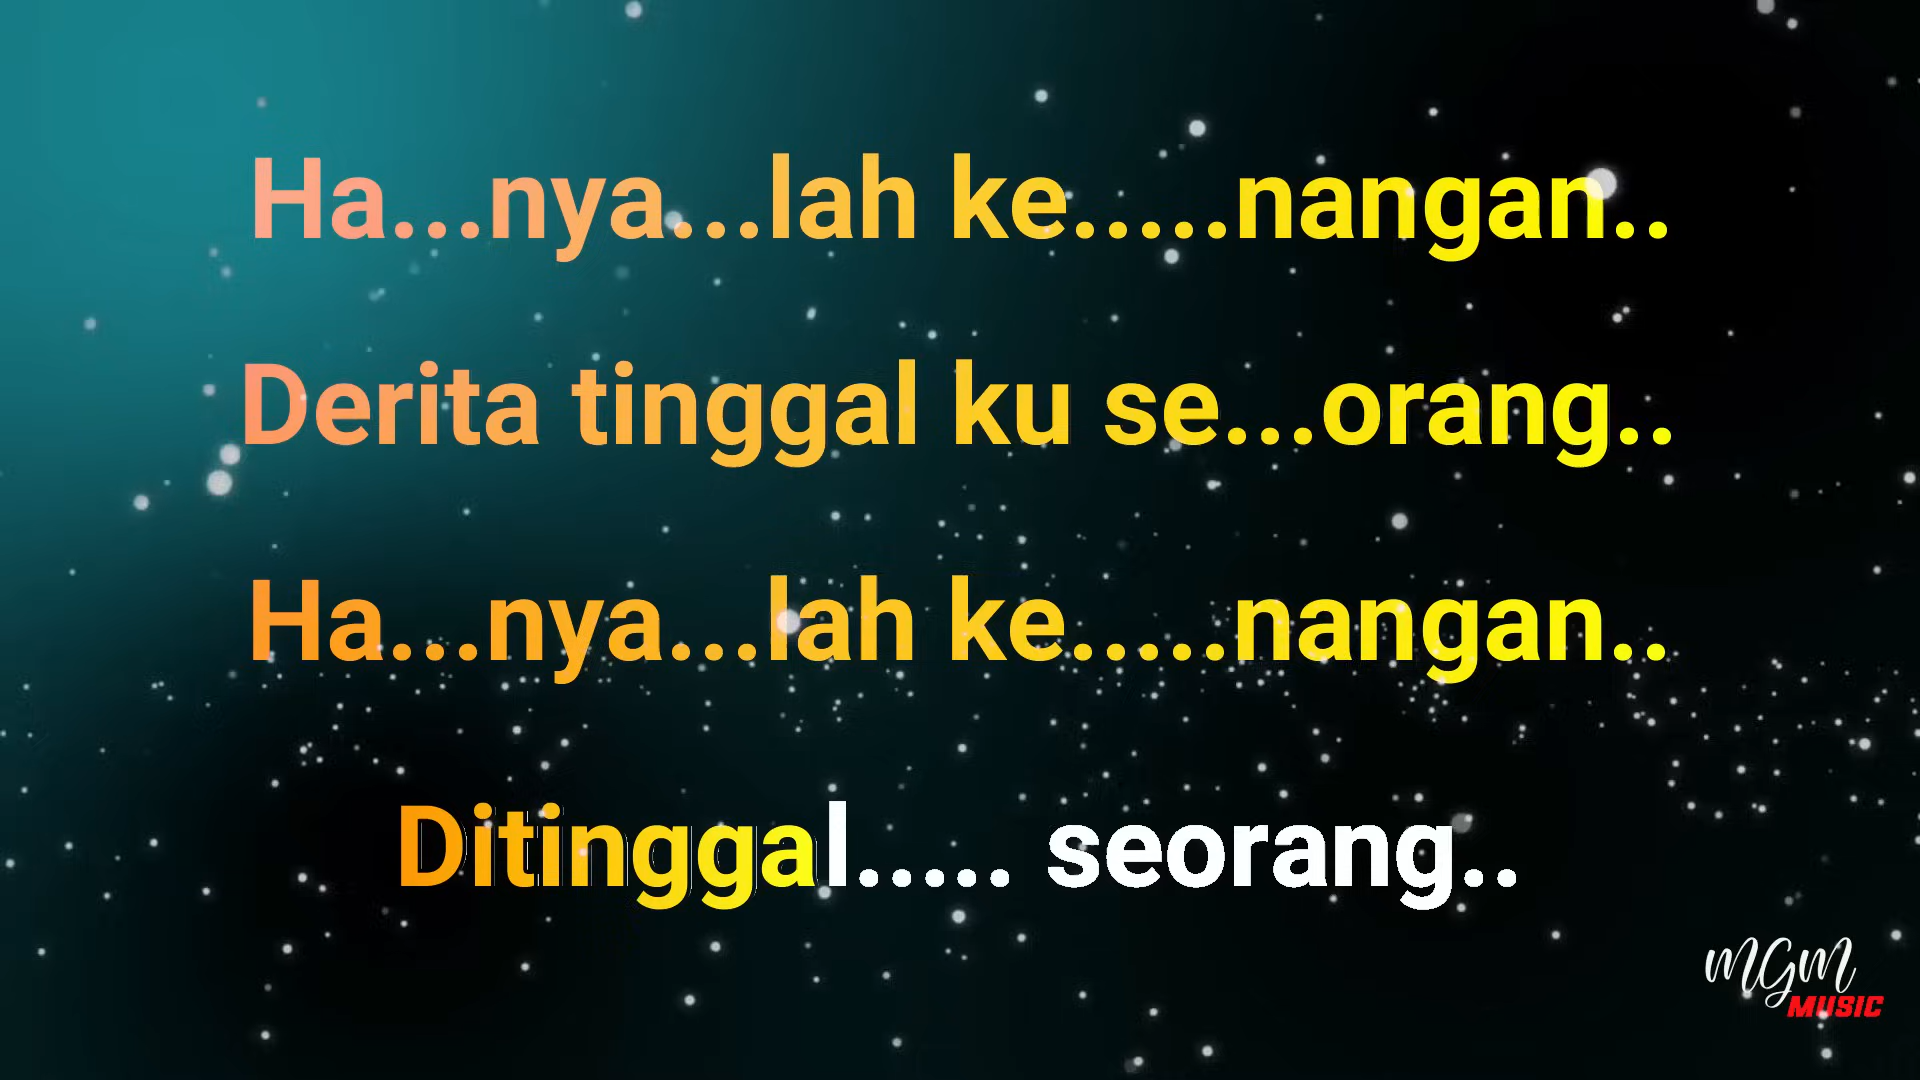 Ha...nya...lah ke.....nangan..
Derita tinggal ku se...orang..
Ha...nya...lah ke.....nangan..
Ditinggal..... seorang..
MGM
MUSIC